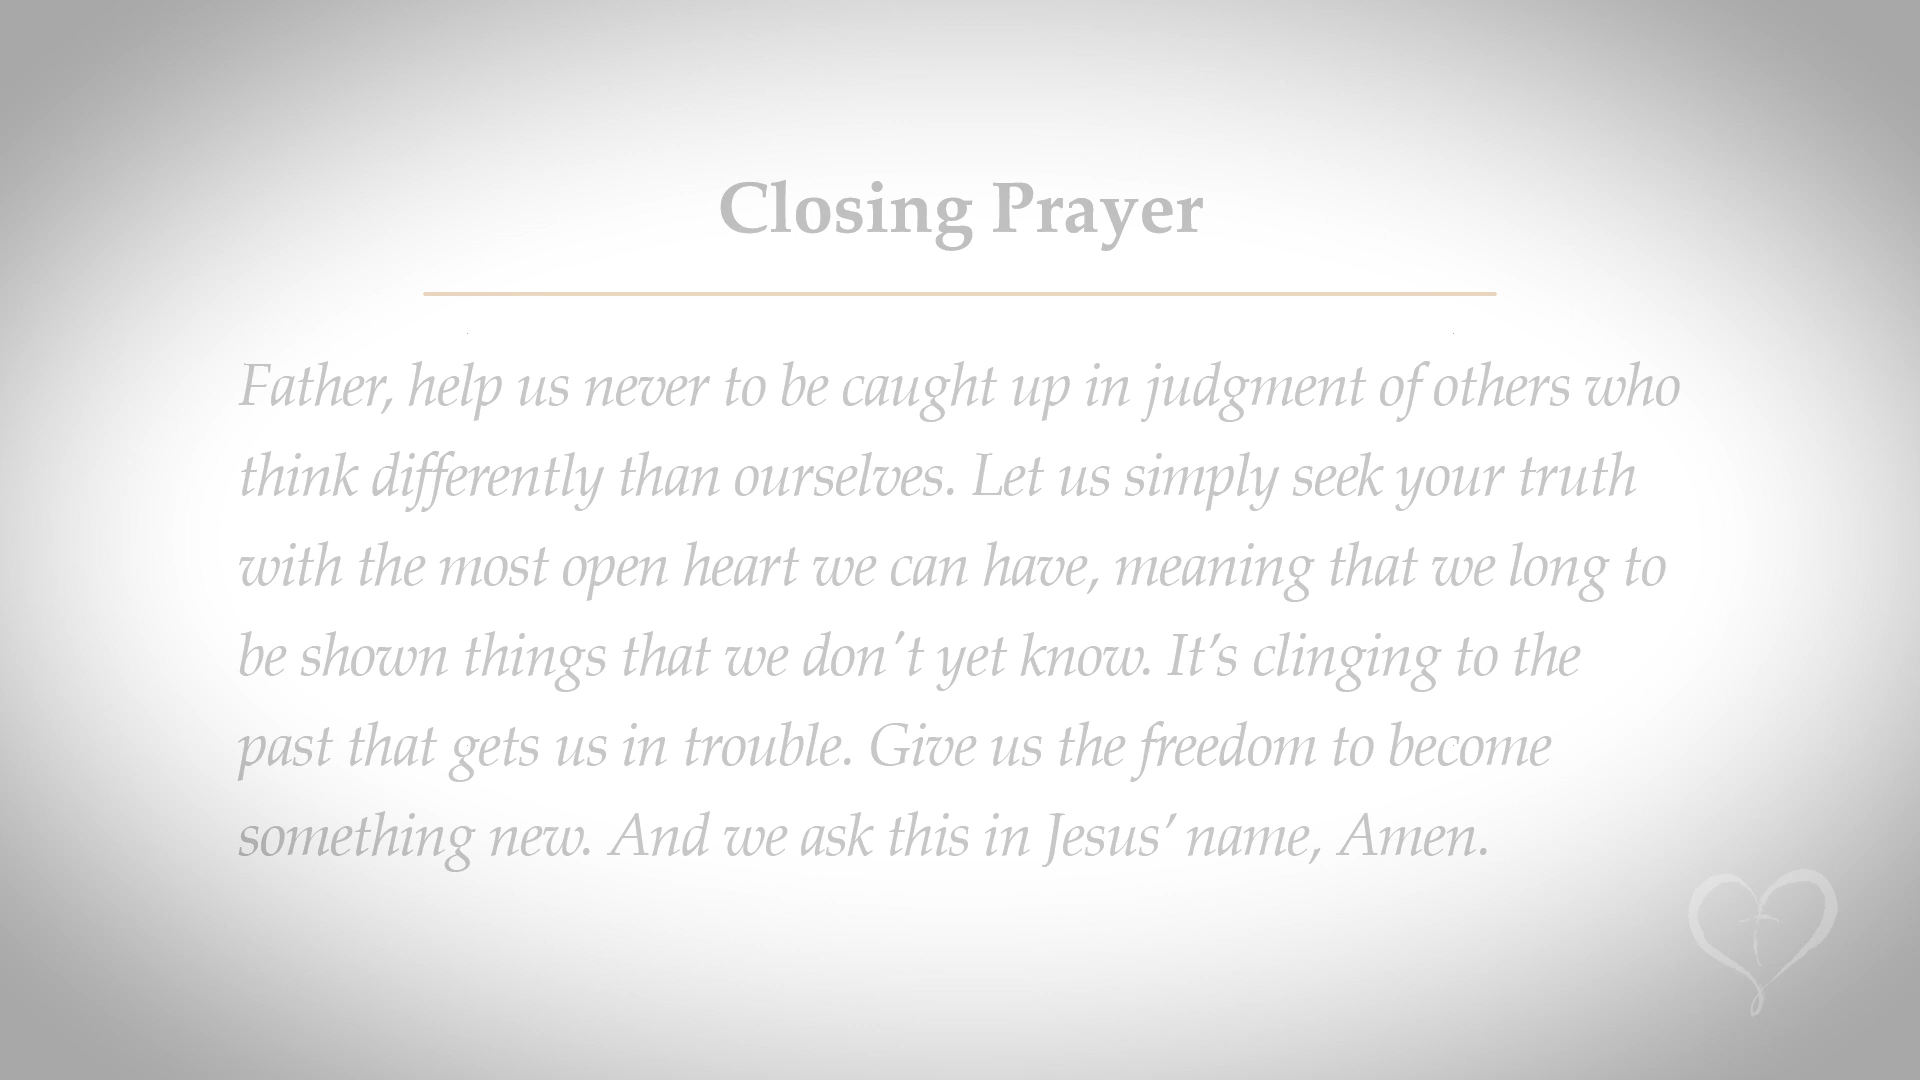 Closing Prayer
Father, help us never to be caught up in judgment of others who
think differently than ourselves. Let us simply seek your truth
with the most open heart we can have, meaning that we long to
be shown things that we don't yet know. It’s clinging to the
past that gets us in trouble. Give us the freedom to become
something new. And we ask this in Jesus’ name, Amen.